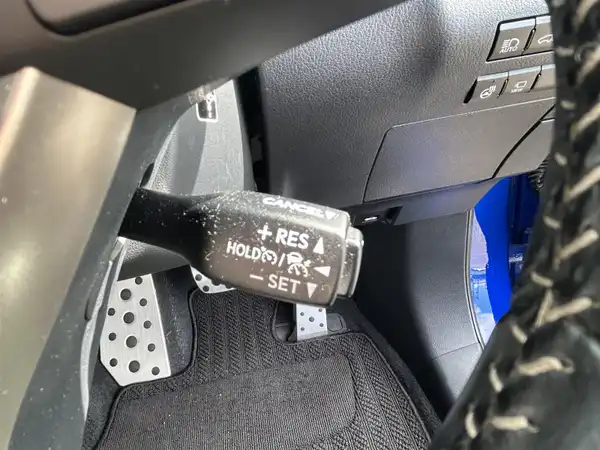 AUTO
CANCEL
+ RES ▲
HOLD / ◀
− SET ▼